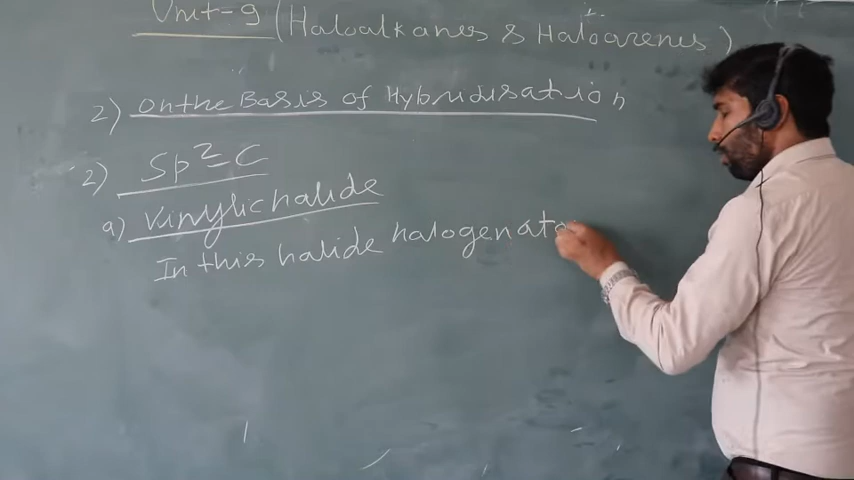 Unit-9 (Haloalkanes & Haloarenes)
2) On the Basis of Hybridisation
2) Sp²-C
a) Vinylic halide
In this halide halogen ato